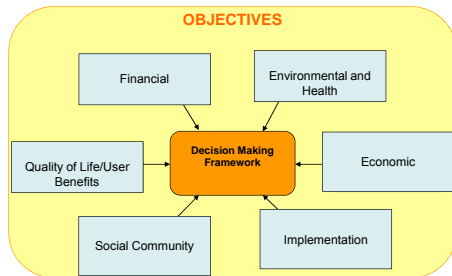 OBJECTIVES
Financial
Environmental and
Health
Decision Making
Framework
Quality of Life/User
Benefits
Economic
Social Community
Implementation